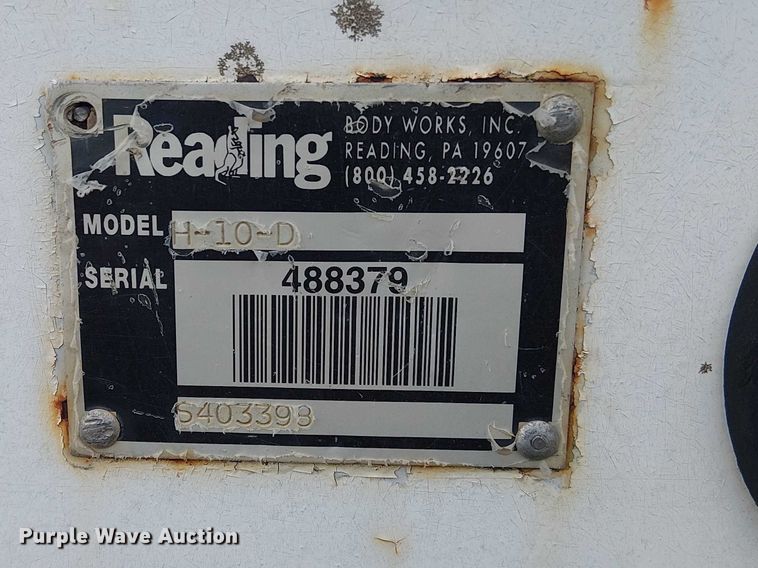 Reading
BODY WORKS, INC.
READING, PA 19607
(800) 458-2226
MODEL H-10-D
SERIAL 488379
S403398
Purple Wave Auction